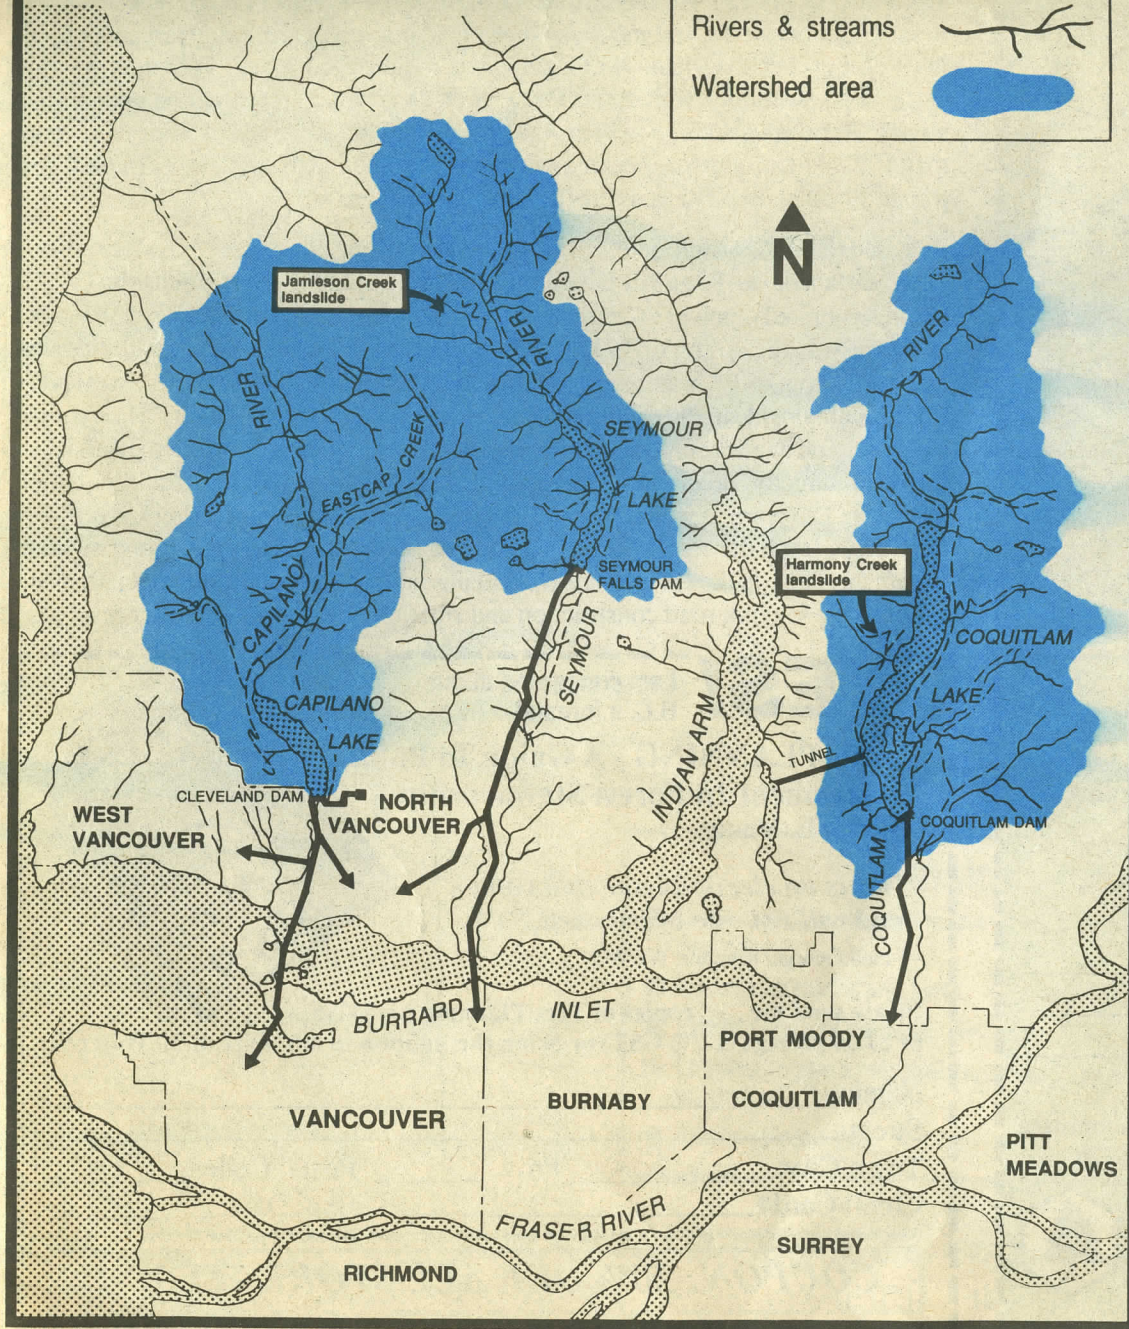 Rivers & streams
Watershed area
N
Jamieson Creek
landslide
RIVER
RIVER
RIVER
SEYMOUR
LAKE
CREEK
EASTCAP
SEYMOUR
FALLS DAM
Harmony Creek
landslide
CAPILANO
SEYMOUR
COQUITLAM
LAKE
CAPILANO
LAKE
INDIAN ARM
TUNNEL
CLEVELAND DAM
WEST
VANCOUVER
NORTH
VANCOUVER
COQUITLAM DAM
COQUITLAM
BURRARD
INLET
PORT MOODY
VANCOUVER
BURNABY
COQUITLAM
PITT
MEADOWS
FRASER RIVER
SURREY
RICHMOND